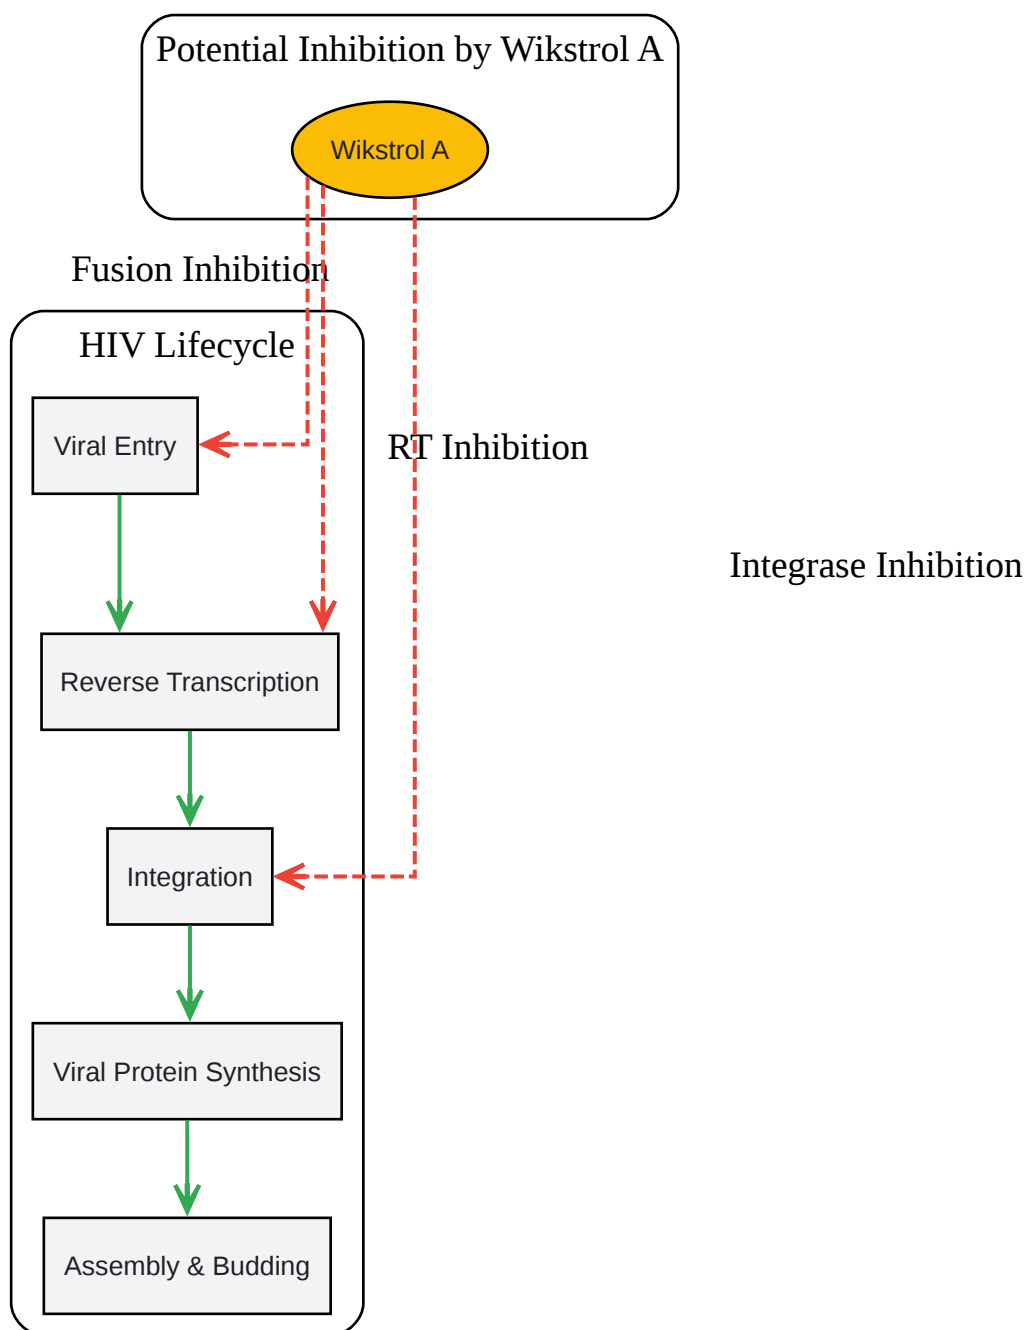 Potential Inhibition by Wikstrol A
Wikstrol A
Fusion Inhibition
HIV Lifecycle
Viral Entry
RT Inhibition
Integrase Inhibition
Reverse Transcription
Integration
Viral Protein Synthesis
Assembly & Budding